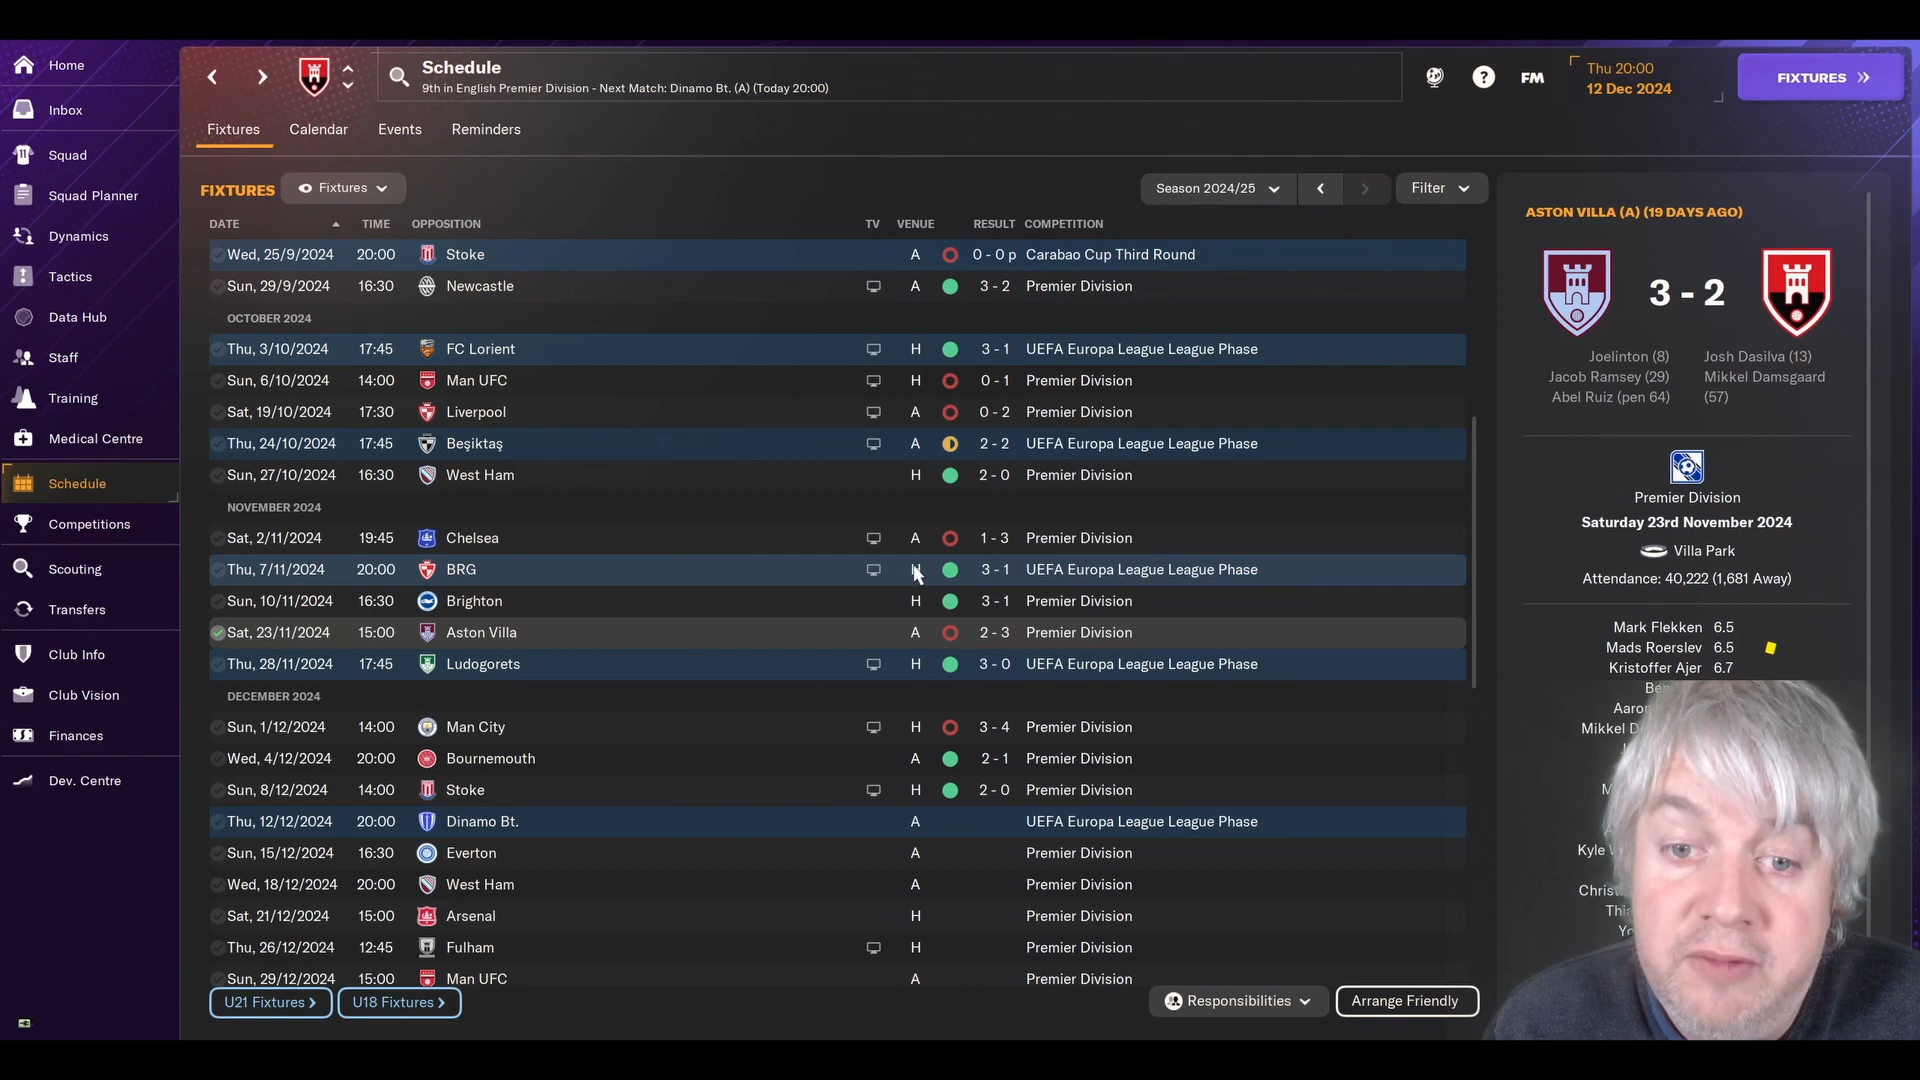 Home
Inbox
Squad
Squad Planner
Dynamics
Tactics
Data Hub
Staff
Training
Medical Centre
Schedule
Competitions
Scouting
Transfers
Club Info
Club Vision
Finances
Dev. Centre
Schedule
9th in English Premier Division - Next Match: Dinamo Bt. (A) (Today 20:00)
FM
Thu 20:00
12 Dec 2024
FIXTURES
Fixtures Calendar Events Reminders
FIXTURES Fixtures Season 2024/25 Filter
DATE TIME OPPOSITION TV VENUE RESULT COMPETITION
Wed, 25/9/2024 20:00 Stoke A 0 - 0 p Carabao Cup Third Round
Sun, 29/9/2024 16:30 Newcastle A 3 - 2 Premier Division
OCTOBER 2024
Thu, 3/10/2024 17:45 FC Lorient H 3 - 1 UEFA Europa League League Phase
Sun, 6/10/2024 14:00 Man UFC H 0 - 1 Premier Division
Sat, 19/10/2024 17:30 Liverpool A 0 - 2 Premier Division
Thu, 24/10/2024 17:45 Beşiktaş A 2 - 2 UEFA Europa League League Phase
Sun, 27/10/2024 16:30 West Ham H 2 - 0 Premier Division
NOVEMBER 2024
Sat, 2/11/2024 19:45 Chelsea A 1 - 3 Premier Division
Thu, 7/11/2024 20:00 BRG H 3 - 1 UEFA Europa League League Phase
Sun, 10/11/2024 16:30 Brighton H 3 - 1 Premier Division
Sat, 23/11/2024 15:00 Aston Villa A 2 - 3 Premier Division
Thu, 28/11/2024 17:45 Ludogorets H 3 - 0 UEFA Europa League League Phase
DECEMBER 2024
Sun, 1/12/2024 14:00 Man City H 3 - 4 Premier Division
Wed, 4/12/2024 20:00 Bournemouth A 2 - 1 Premier Division
Sun, 8/12/2024 14:00 Stoke H 2 - 0 Premier Division
Thu, 12/12/2024 20:00 Dinamo Bt. A UEFA Europa League League Phase
Sun, 15/12/2024 16:30 Everton A Premier Division
Wed, 18/12/2024 20:00 West Ham A Premier Division
Sat, 21/12/2024 15:00 Arsenal H Premier Division
Thu, 26/12/2024 12:45 Fulham H Premier Division
Sun, 29/12/2024 15:00 Man UFC A Premier Division
U21 Fixtures U18 Fixtures Responsibilities Arrange Friendly
ASTON VILLA (A) (19 DAYS AGO)
3 - 2
Joelinton (8)
Jacob Ramsey (29)
Abel Ruiz (pen 64)
Josh Dasilva (13)
Mikkel Damsgaard
(57)
Premier Division
Saturday 23rd November 2024
Villa Park
Attendance: 40,222 (1,681 Away)
Mark Flekken 6.5
Mads Roerslev 6.5
Kristoffer Ajer 6.7
Ben
Aaron
Mikkel D
Kyle
Christ